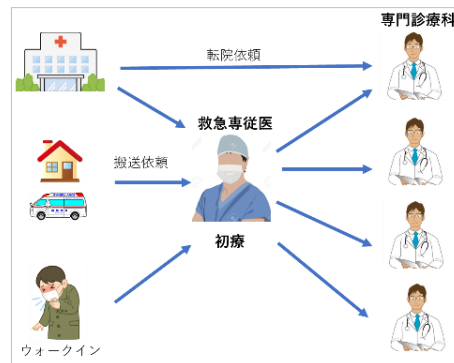 専門診療科
転院依頼
救急専従医
搬送依頼
初療
ウォークイン